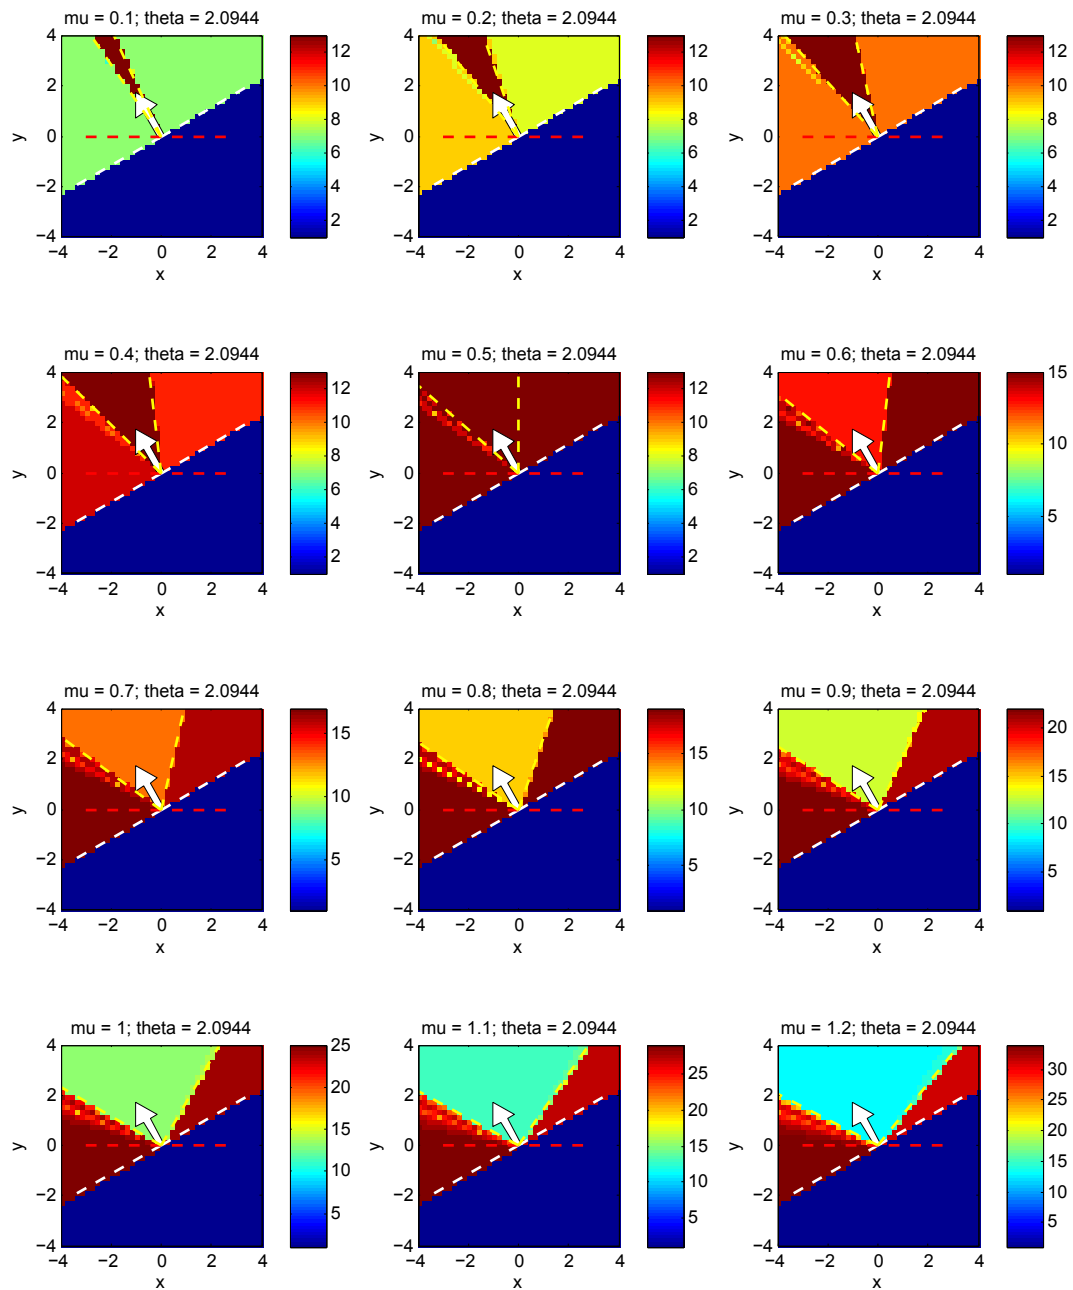 mu = 0.1; theta = 2.0944 mu = 0.2; theta = 2.0944 mu = 0.3; theta = 2.0944
4 12 4 12 4 12
2 10 2 10 2 10
8 8 8
y 0 y 0 y 0
6 6 6
−2 4 −2 4 −2 4
2 2 2
−4 −4 −4
−4 −2 0 2 4 −4 −2 0 2 4 −4 −2 0 2 4
x x x
mu = 0.4; theta = 2.0944 mu = 0.5; theta = 2.0944 mu = 0.6; theta = 2.0944
4 12 4 12 4 15
2 10 2 10 2
8 8 10
y 0 y 0 y 0
6 6
−2 4 −2 4 −2 5
2 2
−4 −4 −4
−4 −2 0 2 4 −4 −2 0 2 4 −4 −2 0 2 4
x x x
mu = 0.7; theta = 2.0944 mu = 0.8; theta = 2.0944 mu = 0.9; theta = 2.0944
4 4 4 20
15 15
2 2 2 15
10
y 0 y 0 10 y 0
10
−2 5 −2 5 −2 5
−4 −4 −4
−4 −2 0 2 4 −4 −2 0 2 4 −4 −2 0 2 4
x x x
mu = 1; theta = 2.0944 mu = 1.1; theta = 2.0944 mu = 1.2; theta = 2.0944
4 25 4 25 4 30
2 20 2 20 2 25
15 15 20
y 0 y 0 y 0 15
−2 10 −2 10 −2 10
5 5 5
−4 −4 −4
−4 −2 0 2 4 −4 −2 0 2 4 −4 −2 0 2 4
x x x